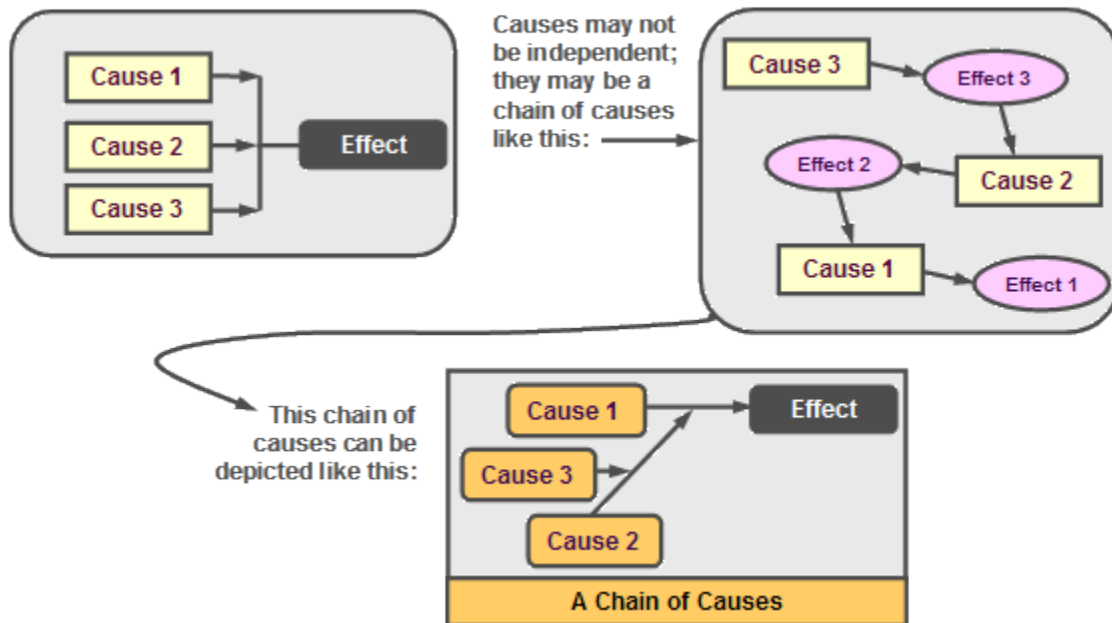 Cause 1
Cause 2
Cause 3
Effect
Causes may not
be independent;
they may be a
chain of causes
like this:
Cause 3
Effect 3
Effect 2
Cause 2
Cause 1
Effect 1
This chain of
causes can be
depicted like this:
Cause 1
Effect
Cause 3
Cause 2
A Chain of Causes